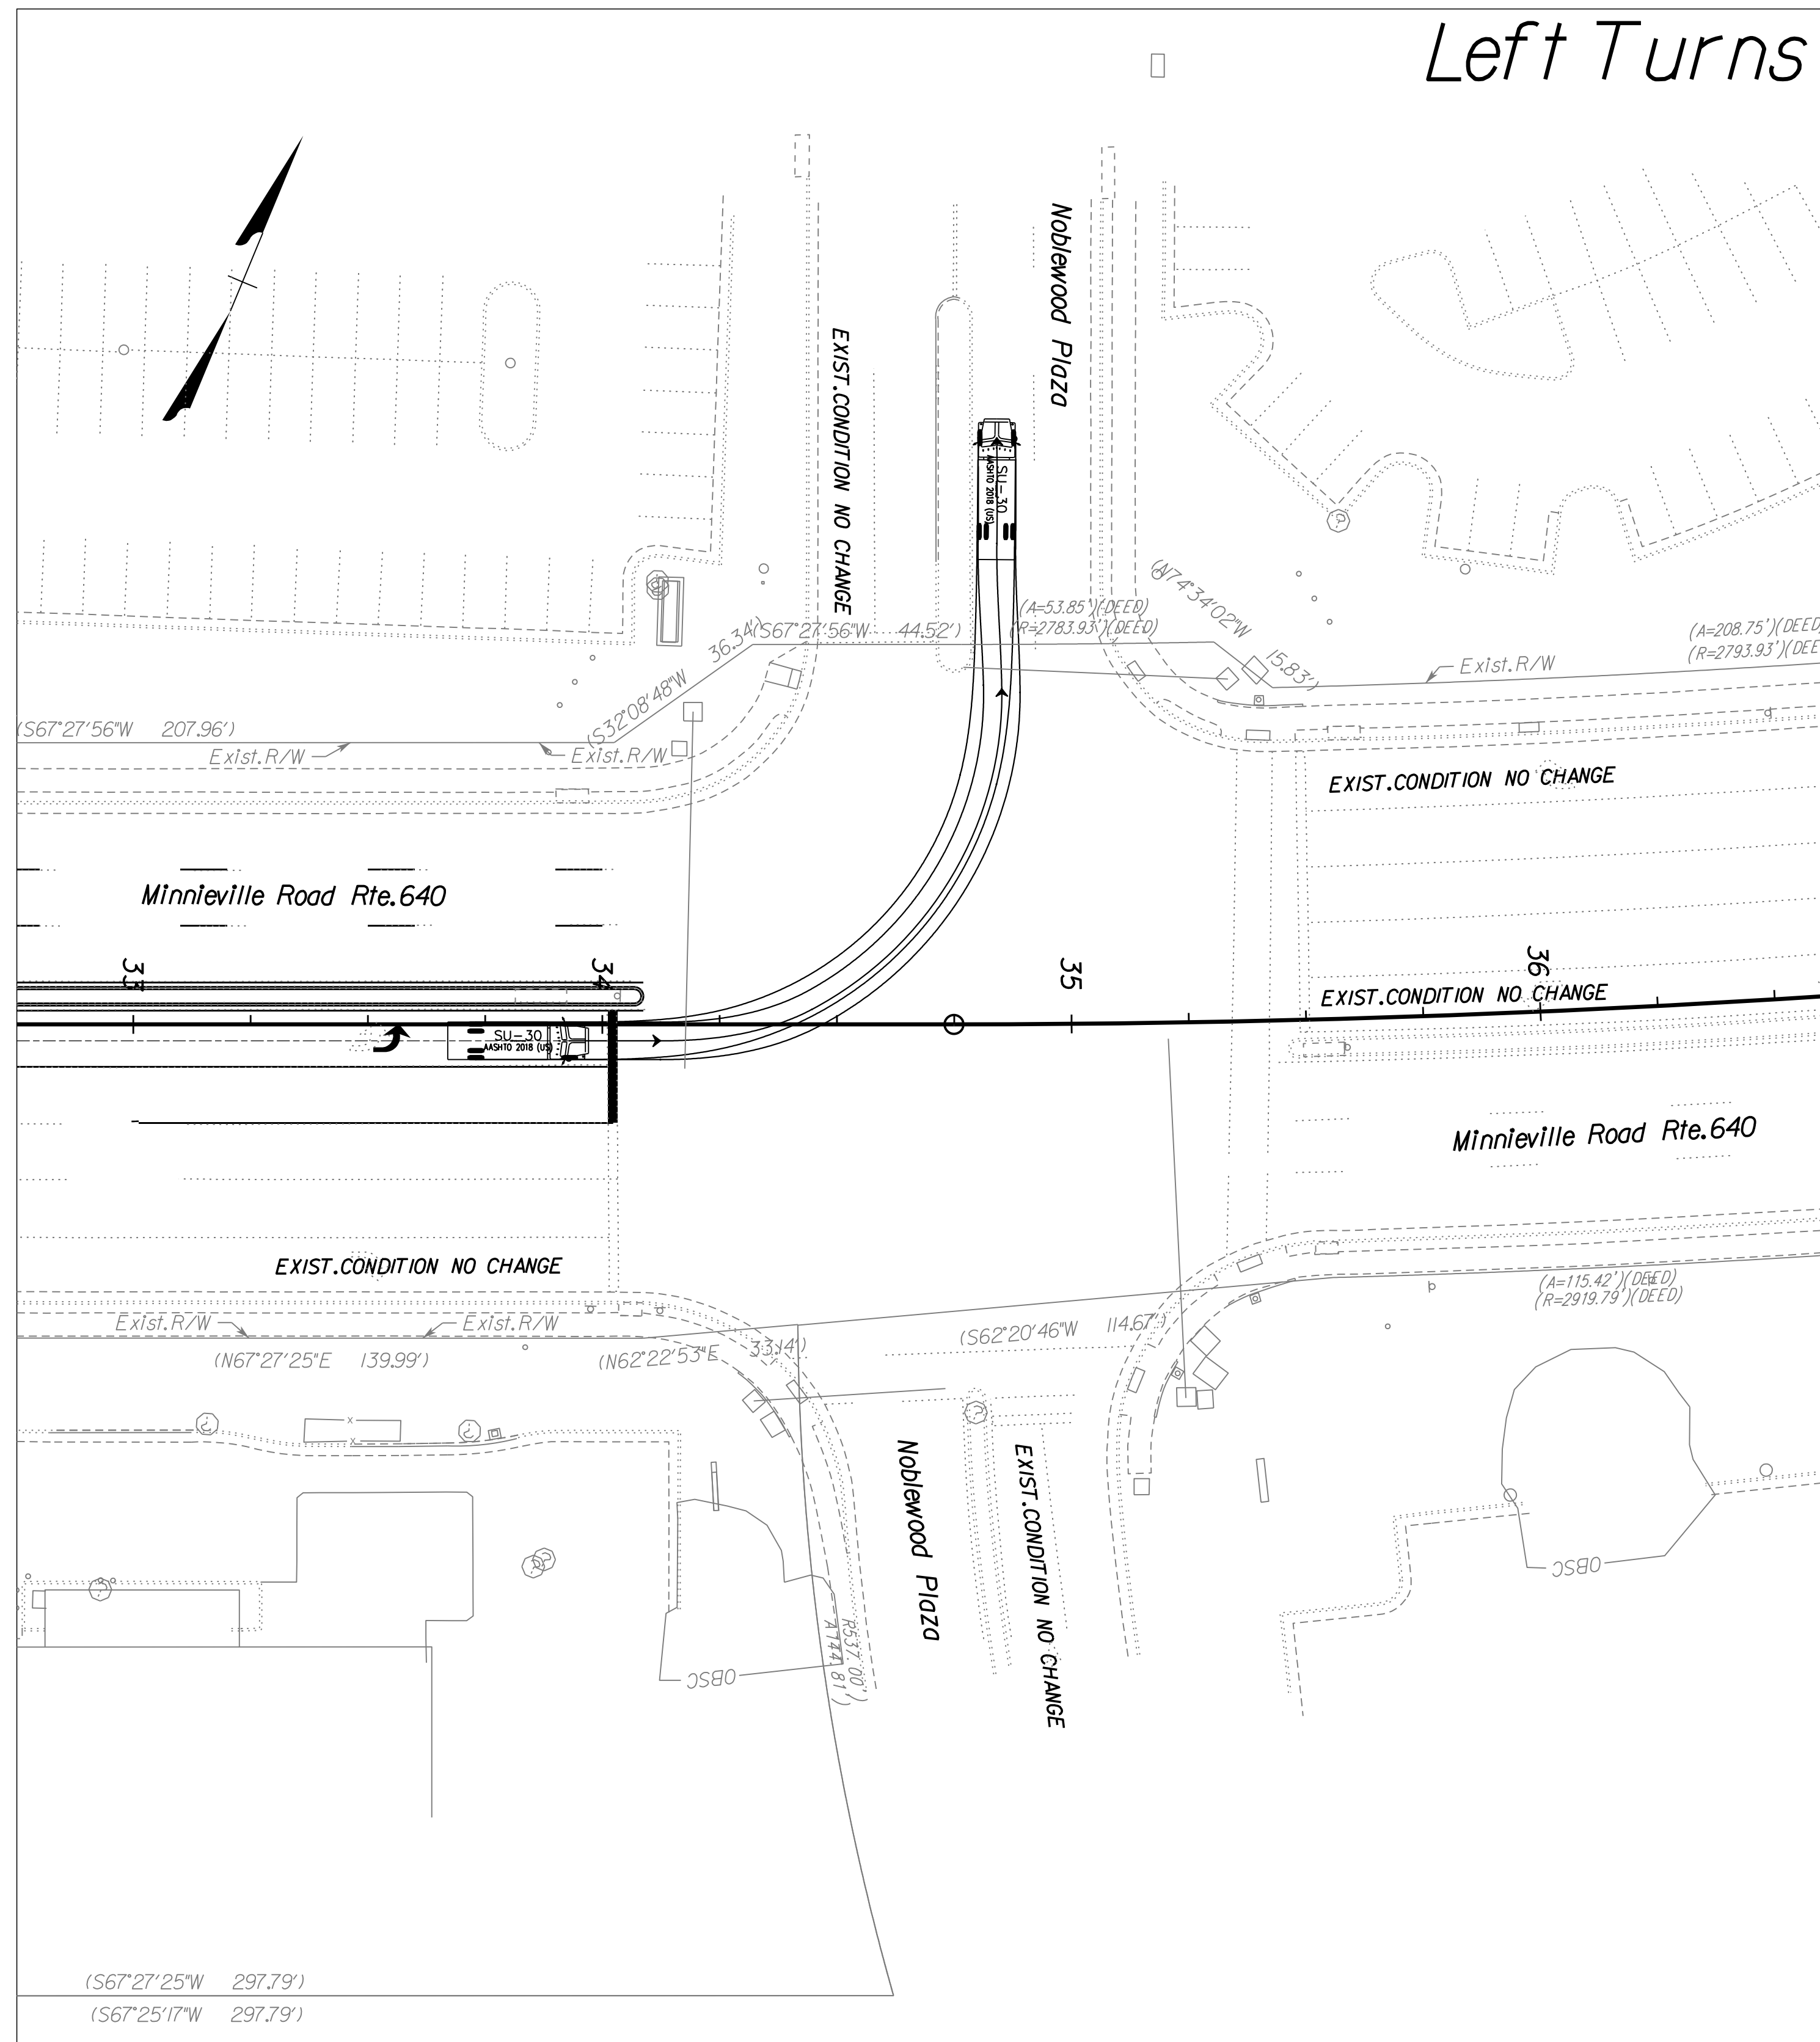 Left Turns
Noblewood Plaza
EXIST.CONDITION NO CHANGE
SU-30
AASHTO 2018 (US)
(N74°34'02"W
15.83')
(A=53.85')(DEED)
(R=2783.93')(DEED)
(S67°27'56"W 44.52')
(S32°08'48"W 36.34')
(A=208.75')(DEED)
(R=2793.93')(DEED)
Exist.R/W
(S67°27'56"W 207.96')
Exist.R/W
Exist.R/W
EXIST.CONDITION NO CHANGE
Minnieville Road Rte.640
33
34
35
36
EXIST.CONDITION NO CHANGE
SU-30
AASHTO 2018 (US)
Minnieville Road Rte.640
EXIST.CONDITION NO CHANGE
(A=115.42')(DEED)
(R=2919.79')(DEED)
Exist.R/W
Exist.R/W
(S62°20'46"W 114.67')
(N67°27'25"E 139.99')
(N62°22'53"E 33.14')
Noblewood Plaza
EXIST.CONDITION NO CHANGE
OBSC
R537.00')
A144.81')
OBSC
(S67°27'25"W 297.79')
(S67°25'17"W 297.79')